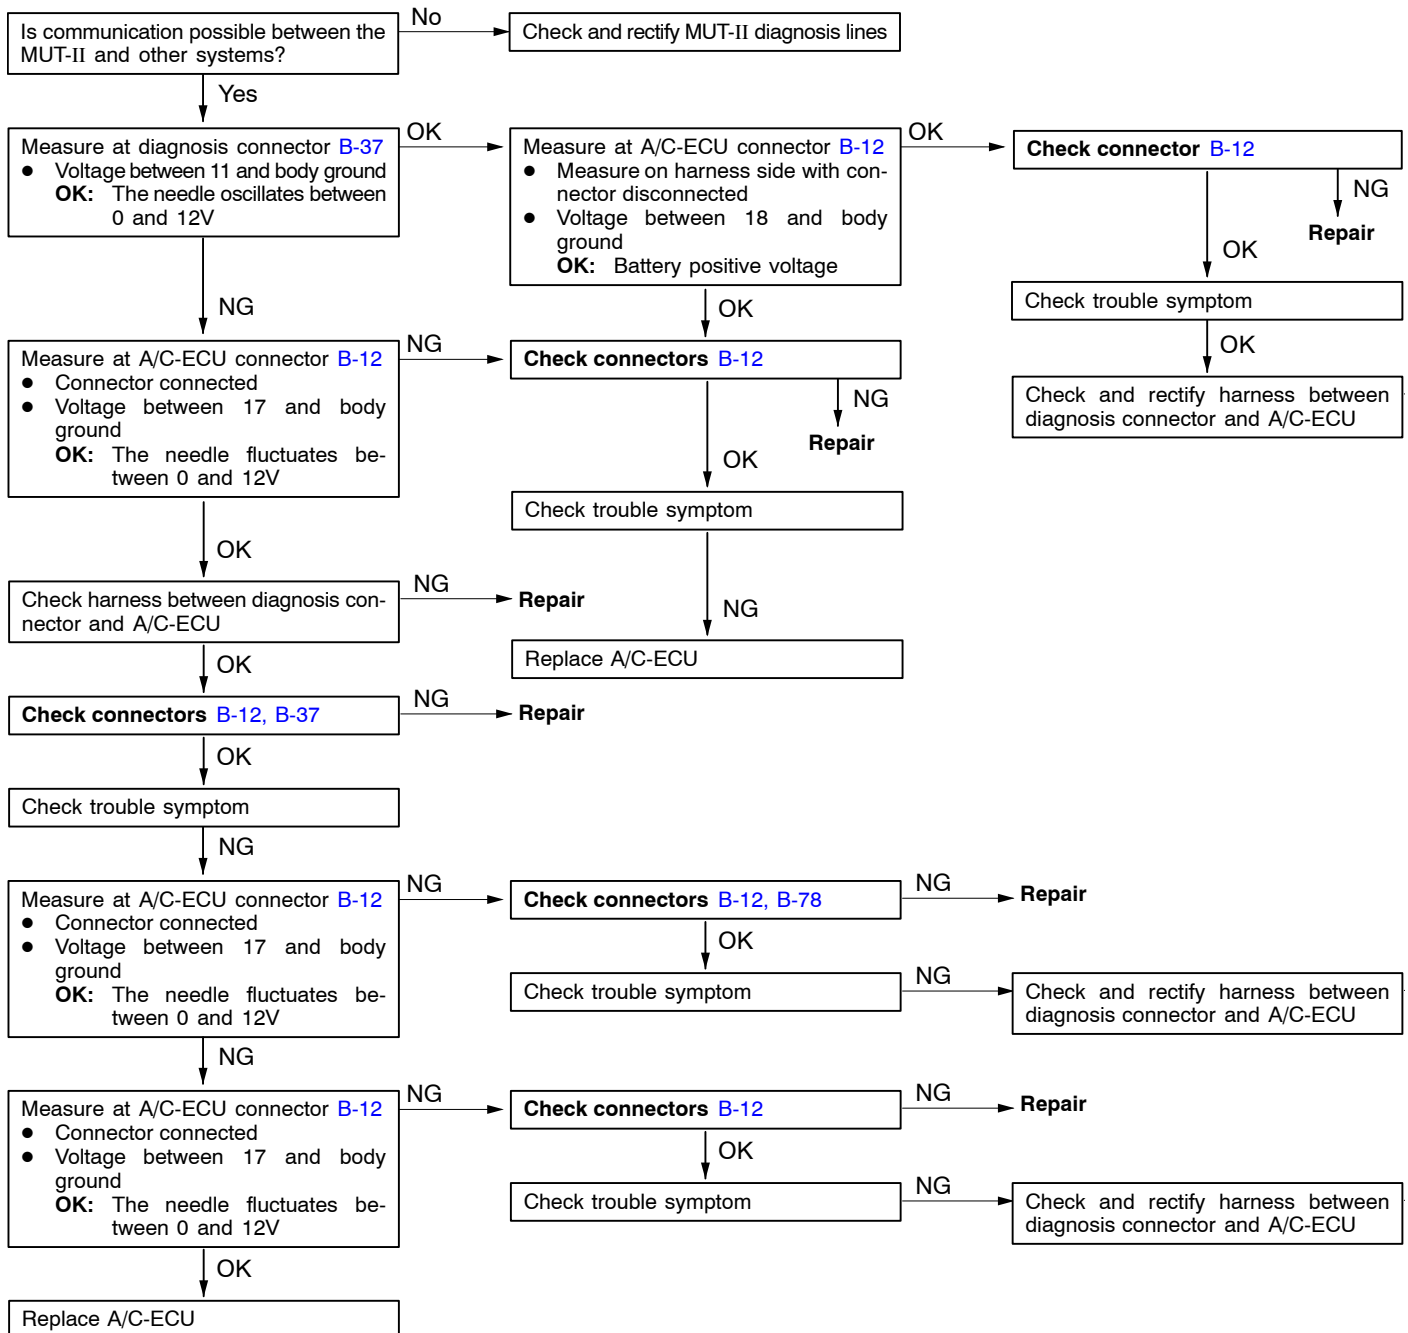 Is communication possible between the
MUT-II and other systems?
No
Check and rectify MUT-II diagnosis lines
Yes
Measure at diagnosis connector B-37
● Voltage between 11 and body ground
OK: The needle oscillates between
0 and 12V
OK
Measure at A/C-ECU connector B-12
● Measure on harness side with con-
nector disconnected
● Voltage between 18 and body
ground
OK: Battery positive voltage
OK
Check connector B-12
NG
Repair
OK
Check trouble symptom
OK
Check and rectify harness between
diagnosis connector and A/C-ECU
NG
OK
Measure at A/C-ECU connector B-12
● Connector connected
● Voltage between 17 and body
ground
OK: The needle fluctuates be-
tween 0 and 12V
NG
Check connectors B-12
NG
Repair
OK
Check trouble symptom
NG
Replace A/C-ECU
OK
Check harness between diagnosis con-
nector and A/C-ECU
NG
Repair
OK
Check connectors B-12, B-37
NG
Repair
OK
Check trouble symptom
NG
Measure at A/C-ECU connector B-12
● Connector connected
● Voltage between 17 and body
ground
OK: The needle fluctuates be-
tween 0 and 12V
NG
Check connectors B-12, B-78
NG
Repair
OK
Check trouble symptom
NG
Check and rectify harness between
diagnosis connector and A/C-ECU
NG
Measure at A/C-ECU connector B-12
● Connector connected
● Voltage between 17 and body
ground
OK: The needle fluctuates be-
tween 0 and 12V
NG
Check connectors B-12
NG
Repair
OK
Check trouble symptom
NG
Check and rectify harness between
diagnosis connector and A/C-ECU
OK
Replace A/C-ECU